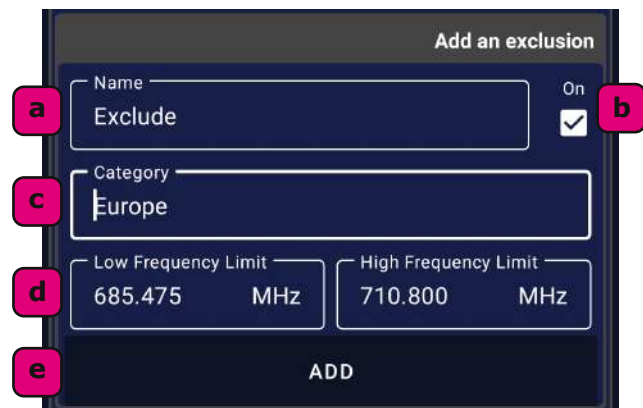 Add an exclusion
Name
On
a
Exclude
b
Category
c
Europe
Low Frequency Limit
High Frequency Limit
d
685.475 MHz
710.800 MHz
e
ADD